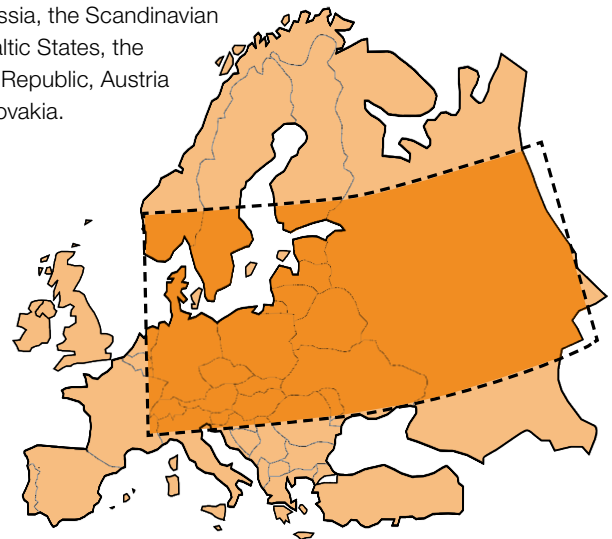 ssia, the Scandinavian
altic States, the
Republic, Austria
ovakia.